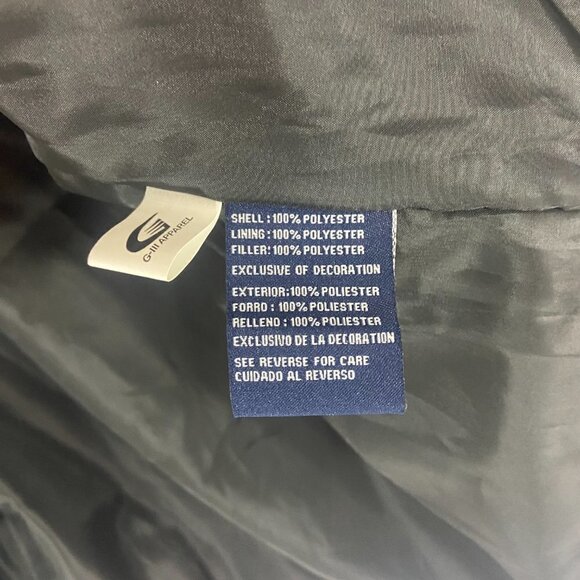 G
G-III APPAREL
SHELL : 100% POLYESTER
LINING : 100% POLYESTER
FILLER: 100% POLYESTER
EXCLUSIVE OF DECORATION
EXTERIOR:100% POLIESTER
FORRO : 100% POLIESTER
RELLEND : 100% POLIESTER
EXCLUSIVO DE LA DECORATION
SEE REVERSE FOR CARE
CUIDADO AL REVERSO